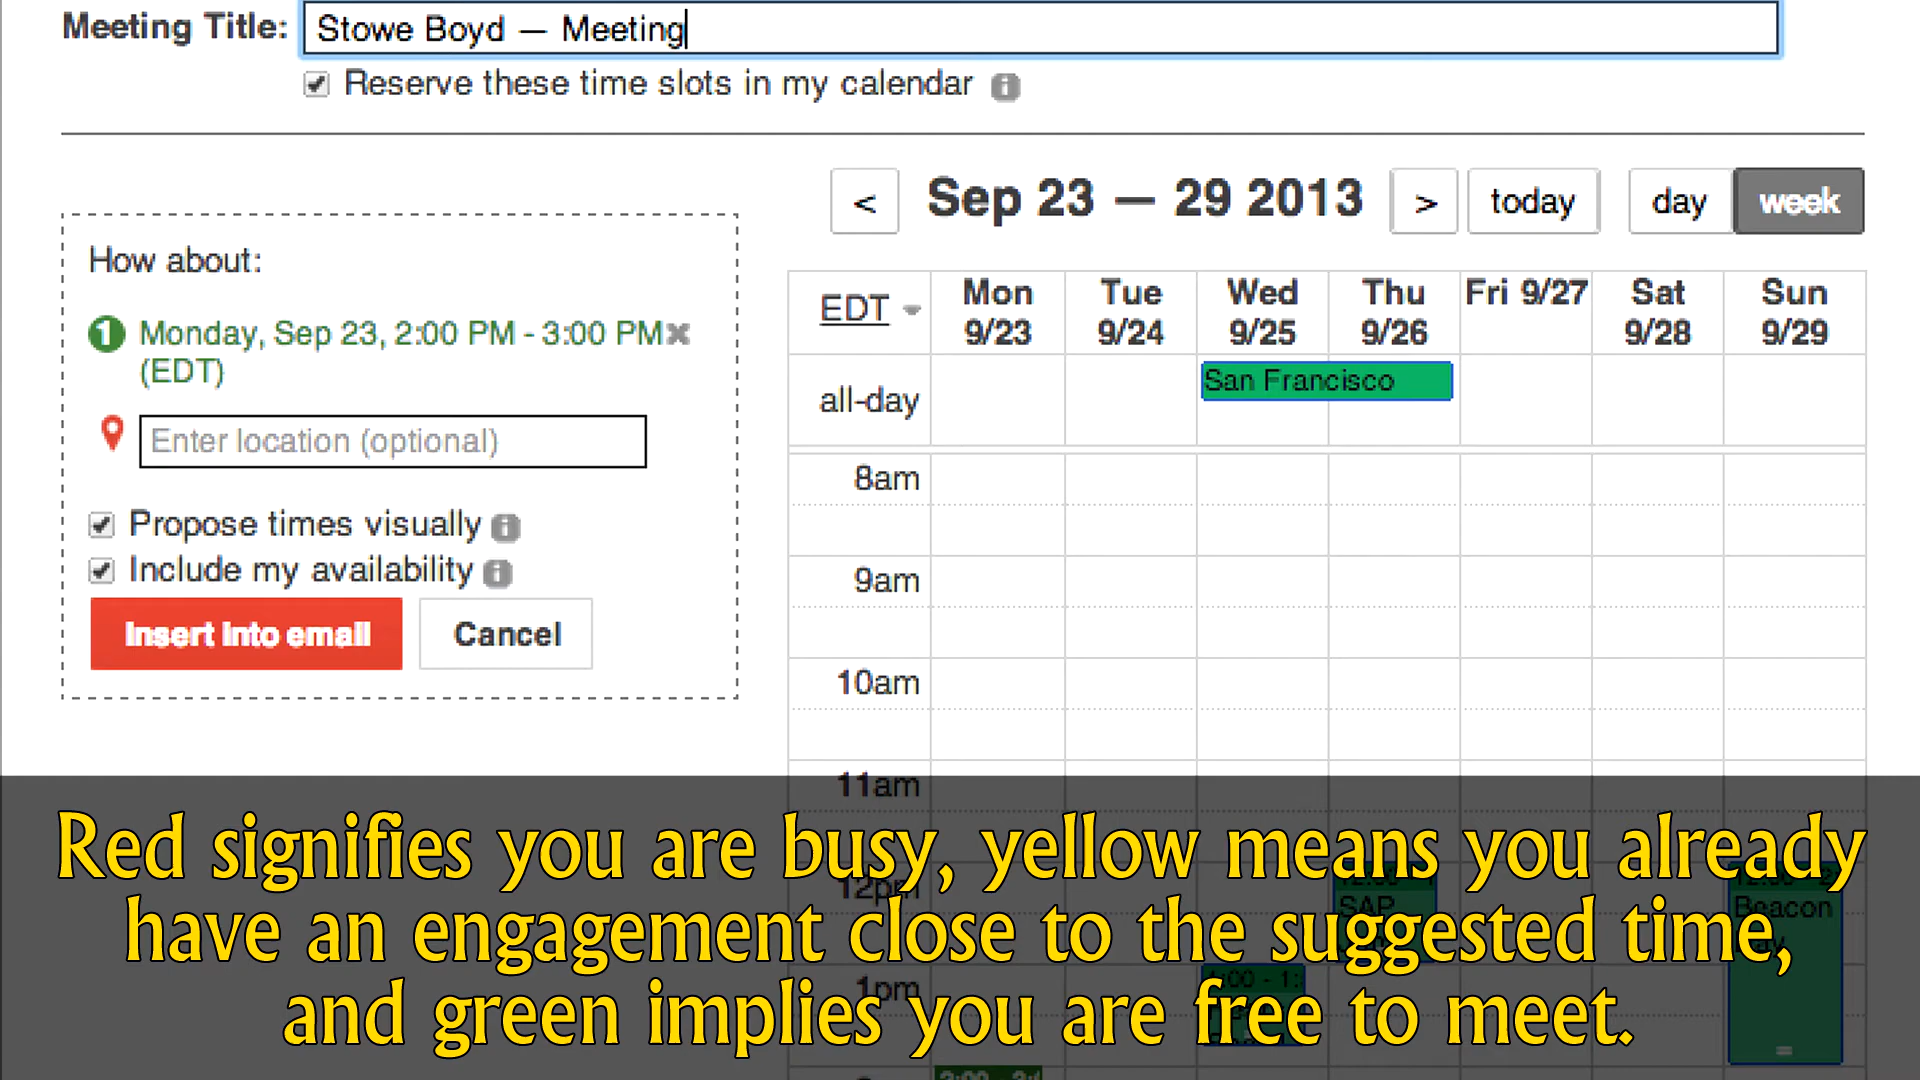 Meeting Title: Stowe Boyd — Meeting
Reserve these time slots in my calendar
< Sep 23 — 29 2013 > today day week
How about:
1 Monday, Sep 23, 2:00 PM - 3:00 PM
(EDT)
Enter location (optional)
Propose times visually
Include my availability
Insert into email Cancel
EDT Mon 9/23 Tue 9/24 Wed 9/25 Thu 9/26 Fri 9/27 Sat 9/28 Sun 9/29
all-day San Francisco
8am
9am
10am
11am
12pm SAP Beacon
1pm
Red signifies you are busy, yellow means you already
have an engagement close to the suggested time,
and green implies you are free to meet.